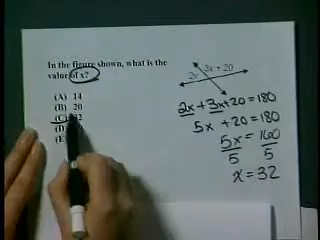 In the figure shown, what is the
value of x?
3x + 20
2x
(A) 14
(B) 20
(C) 32
(D)
(E)
2x + 3x + 20 = 180
5x + 20 = 180
5x = 160
5 5
x = 32